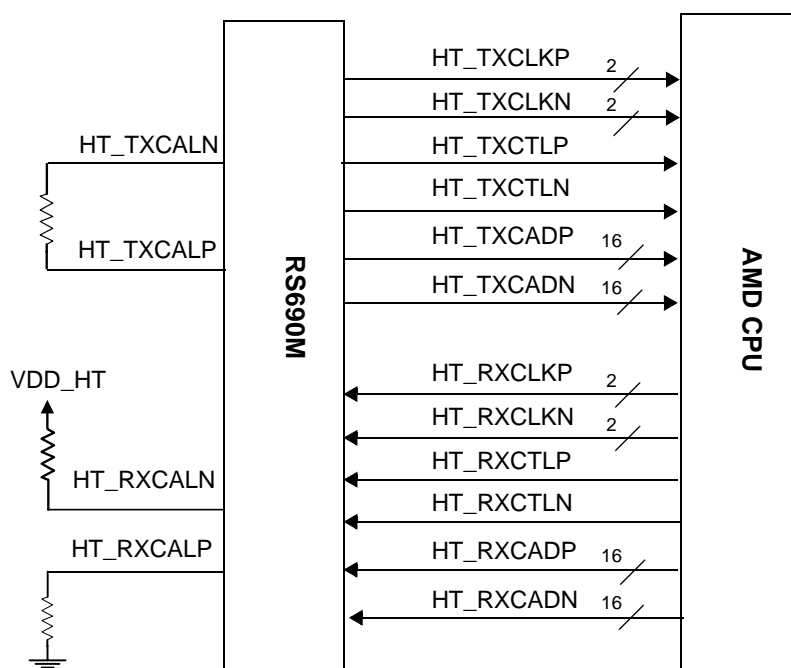 HT_TXCLKP 2
HT_TXCLKN 2
HT_TXCALN
HT_TXCTLP
HT_TXCTLN
HT_TXCALP
HT_TXCADP 16
HT_TXCADN 16
RS690M
AMD CPU
VDD_HT
HT_RXCLKP 2
HT_RXCLKN 2
HT_RXCALN
HT_RXCTLP
HT_RXCTLN
HT_RXCALP
HT_RXCADP 16
HT_RXCADN 16